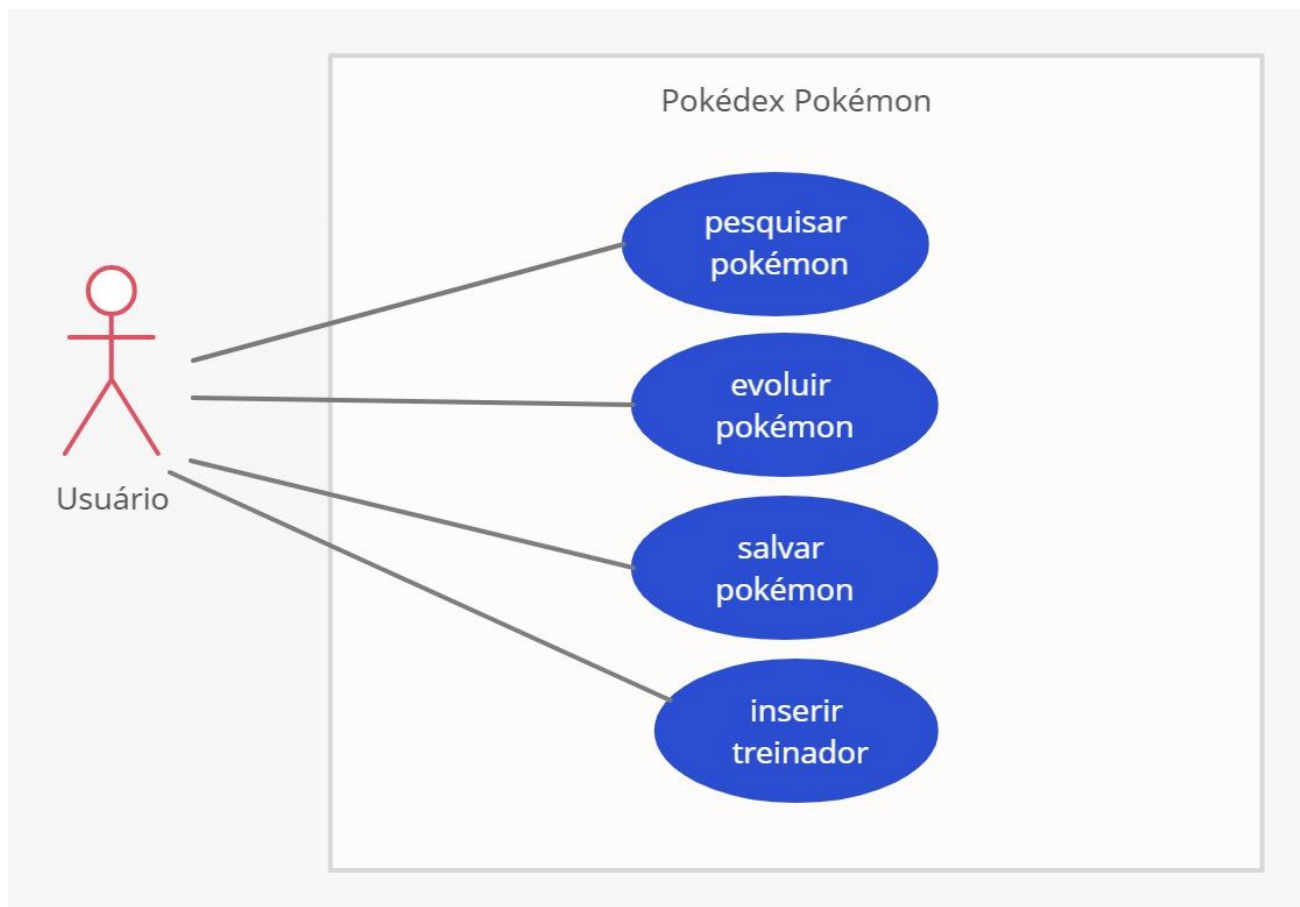 Pokédex Pokémon
pesquisar
pokémon
evoluir
pokémon
salvar
pokémon
inserir
treinador
Usuário